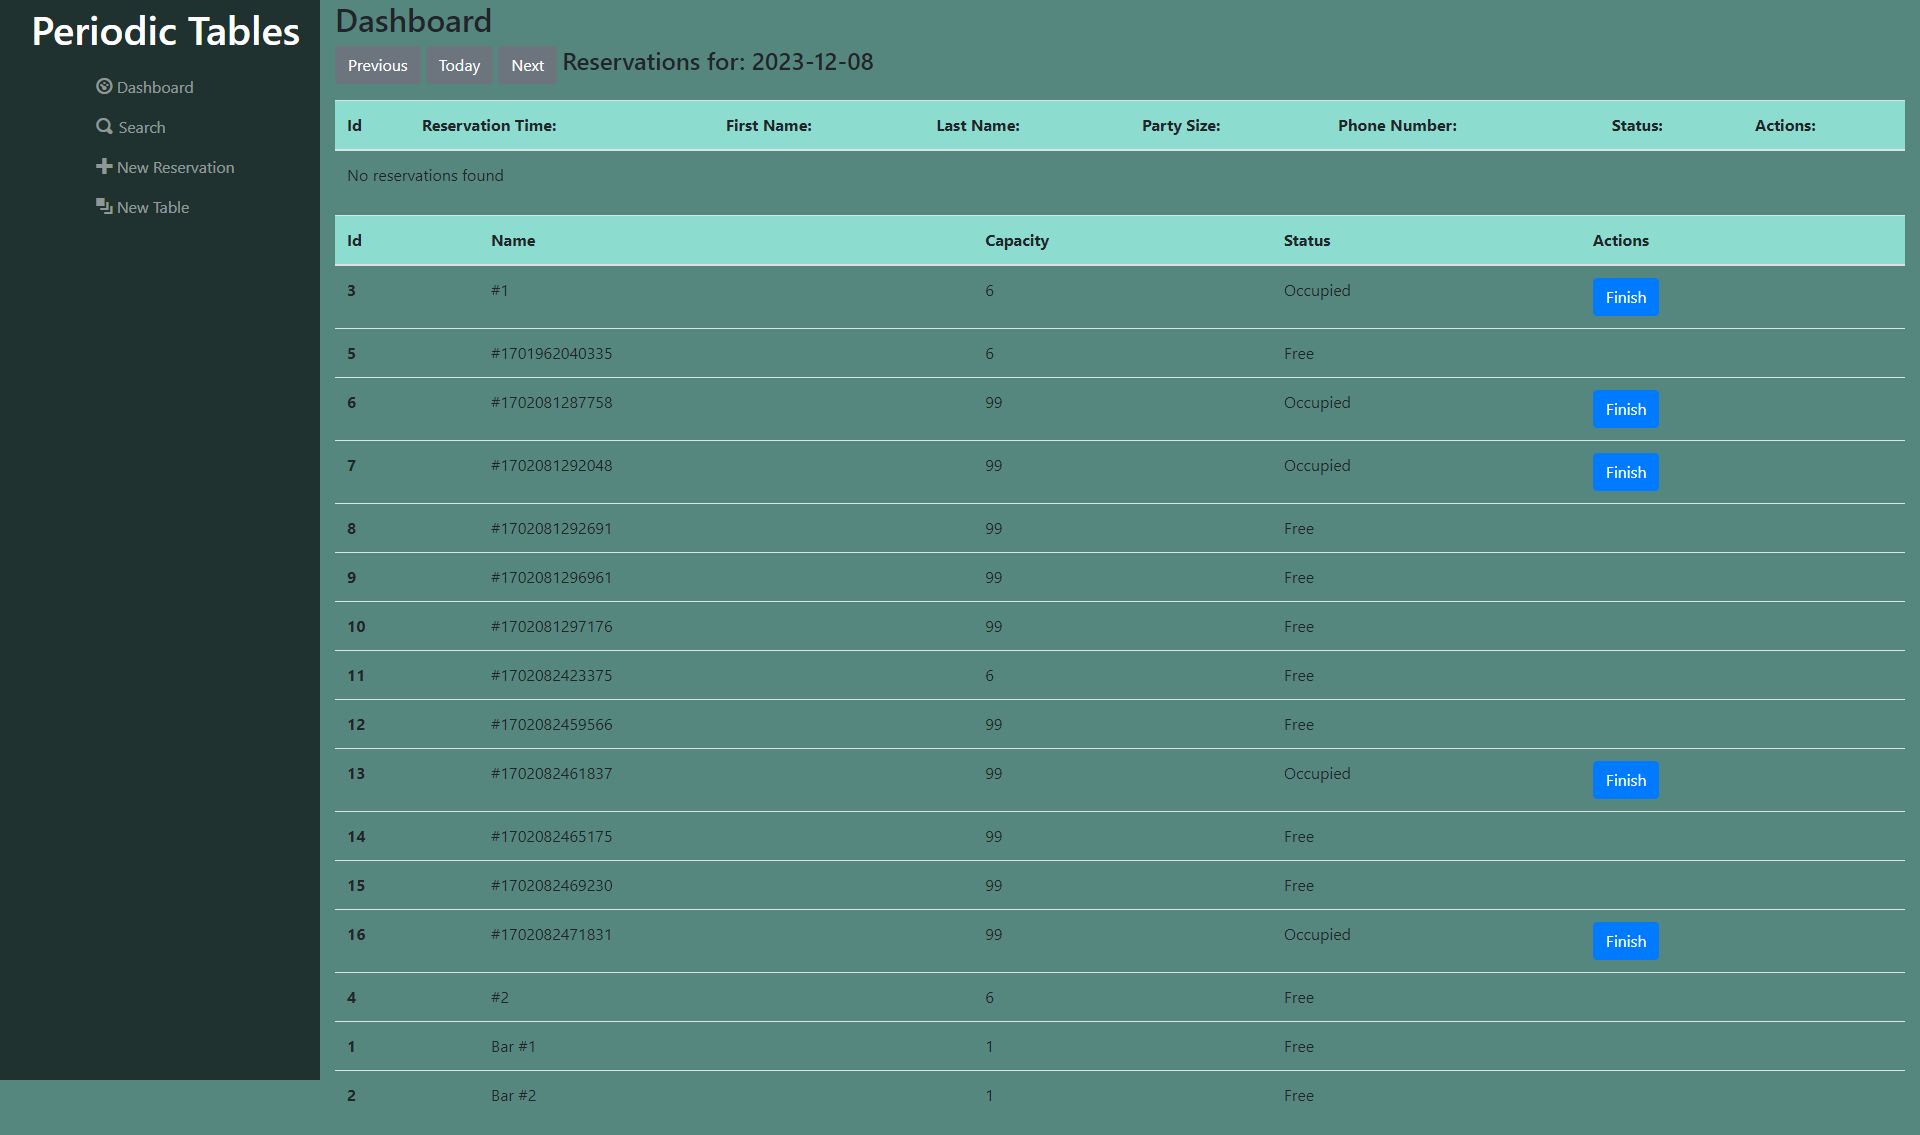 Periodic Tables
Dashboard
Search
New Reservation
New Table
Dashboard
Previous Today Next Reservations for: 2023-12-08
Id Reservation Time: First Name: Last Name: Party Size: Phone Number: Status: Actions:
No reservations found
Id Name Capacity Status Actions
3 #1 6 Occupied Finish
5 #1701962040335 6 Free
6 #1702081287758 99 Occupied Finish
7 #1702081292048 99 Occupied Finish
8 #1702081292691 99 Free
9 #1702081296961 99 Free
10 #1702081297176 99 Free
11 #1702082423375 6 Free
12 #1702082459566 99 Free
13 #1702082461837 99 Occupied Finish
14 #1702082465175 99 Free
15 #1702082469230 99 Free
16 #1702082471831 99 Occupied Finish
4 #2 6 Free
1 Bar #1 1 Free
2 Bar #2 1 Free